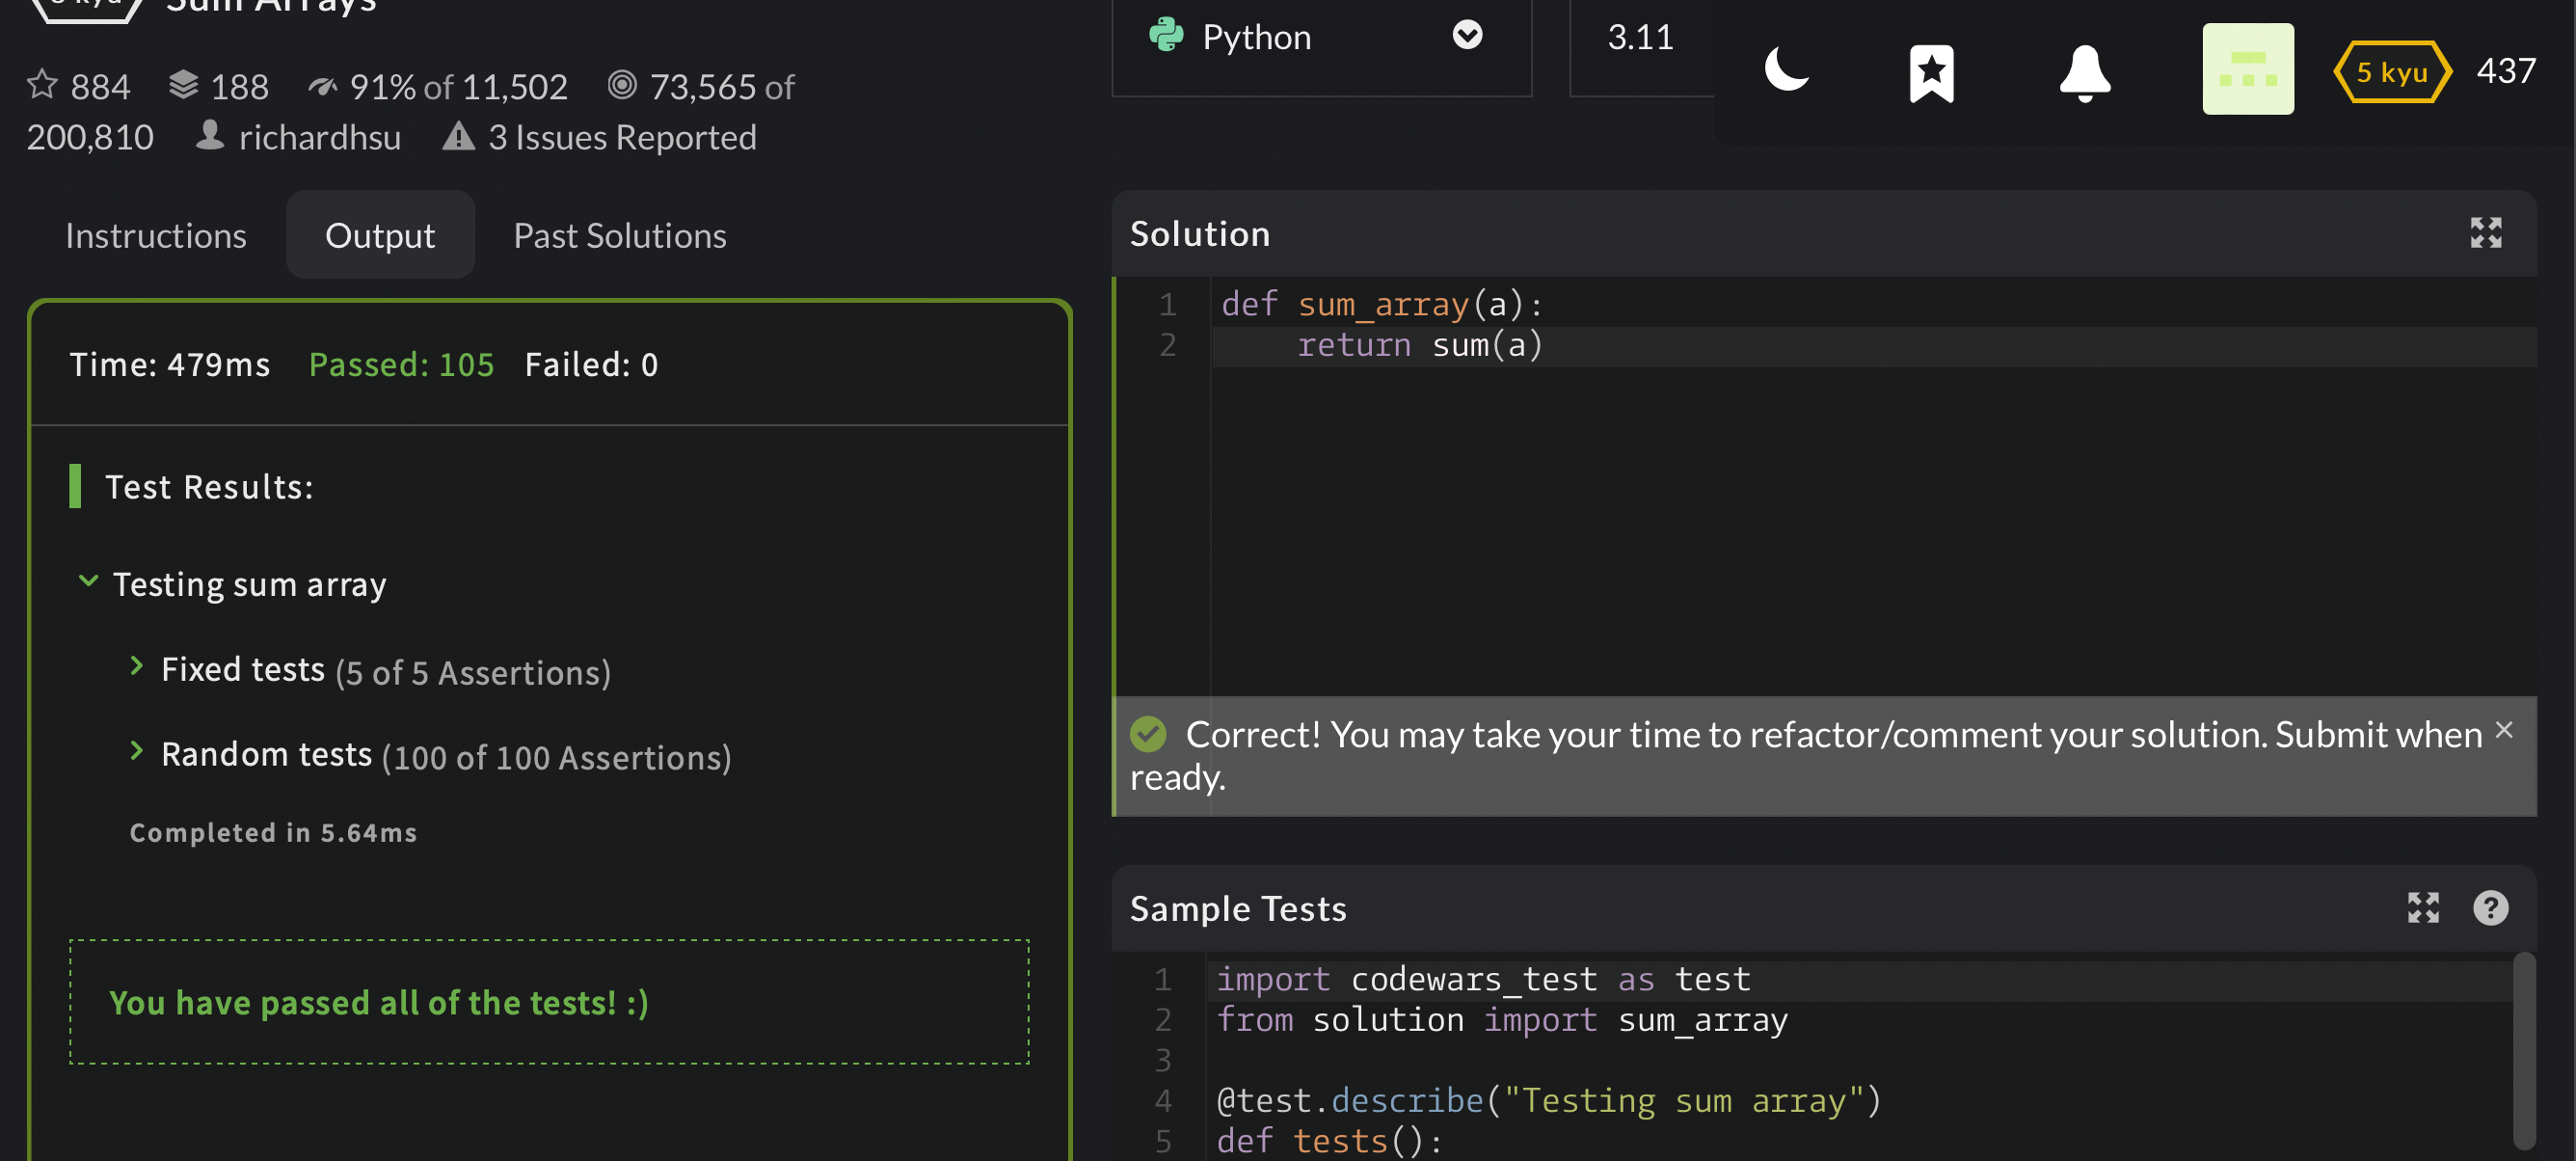 Sum Arrays
884 188 91% of 11,502 73,565 of
200,810 richardhsu 3 Issues Reported
Python
3.11
5 kyu 437
Instructions Output Past Solutions
Time: 479ms Passed: 105 Failed: 0
Test Results:
Testing sum array
Fixed tests (5 of 5 Assertions)
Random tests (100 of 100 Assertions)
Completed in 5.64ms
You have passed all of the tests! :)
Solution
1 def sum_array(a):
2 return sum(a)
Correct! You may take your time to refactor/comment your solution. Submit when
ready.
Sample Tests
1 import codewars_test as test
2 from solution import sum_array
3
4 @test.describe("Testing sum array")
5 def tests():